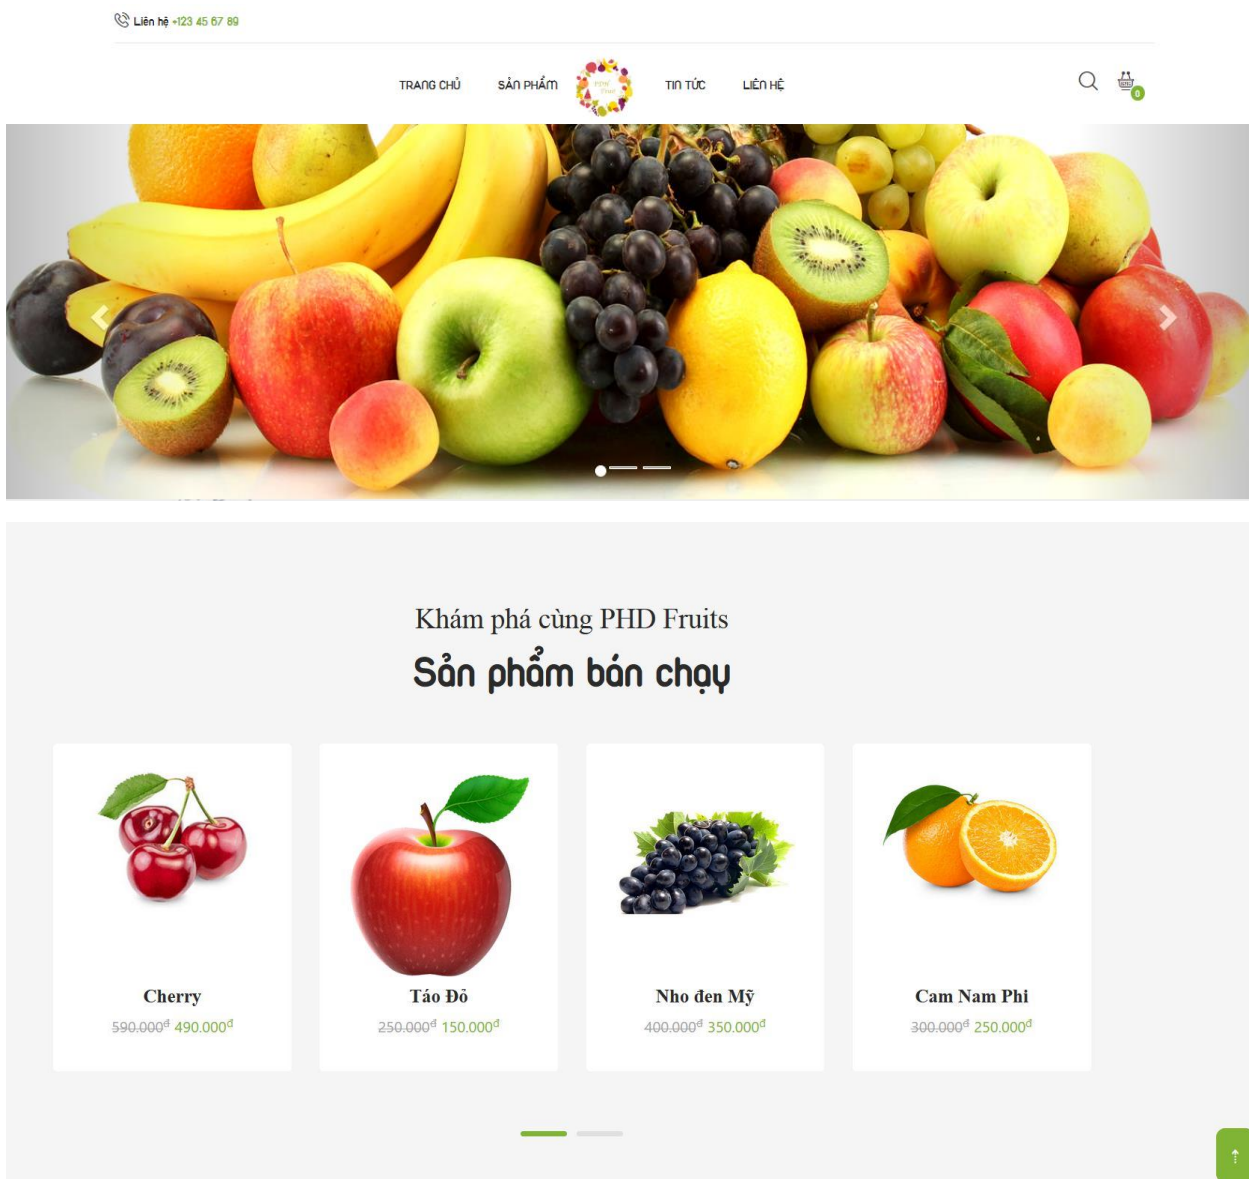 Liên hệ +123 45 67 89
TRANG CHỦ SẢN PHẨM PHD Fruit TIN TỨC LIÊN HỆ
0
Khám phá cùng PHD Fruits
Sản phẩm bán chạy
Cherry
590.000đ 490.000đ
Táo Đỏ
250.000đ 150.000đ
Nho đen Mỹ
400.000đ 350.000đ
Cam Nam Phi
300.000đ 250.000đ